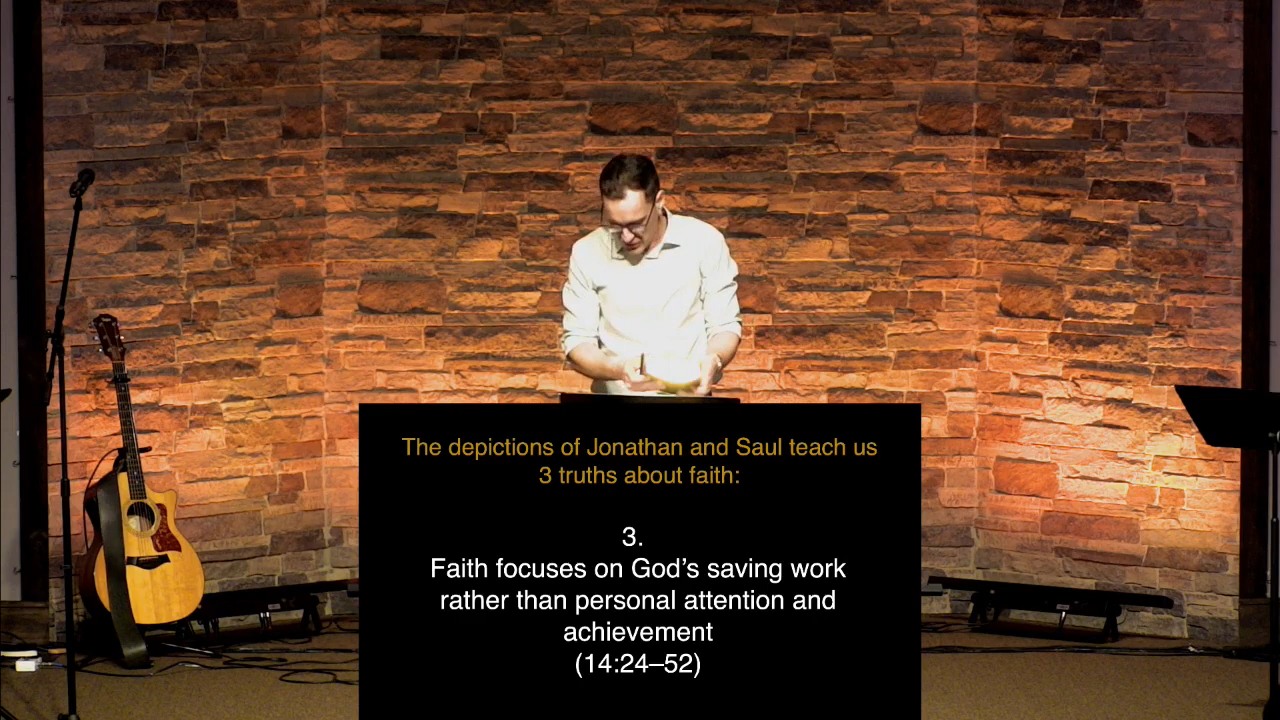 The depictions of Jonathan and Saul teach us
3 truths about faith:
3.
Faith focuses on God’s saving work
rather than personal attention and
achievement
(14:24–52)